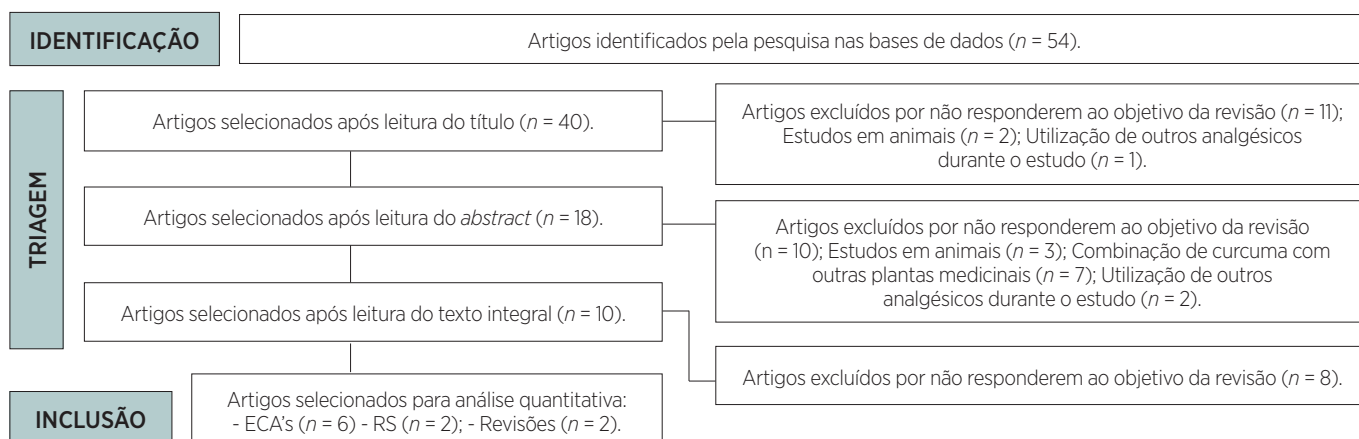 IDENTIFICAÇÃO
Artigos identificados pela pesquisa nas bases de dados (n = 54).
TRIAGEM
Artigos selecionados após leitura do título (n = 40).
Artigos excluídos por não responderem ao objetivo da revisão (n = 11);
Estudos em animais (n = 2); Utilização de outros analgésicos
durante o estudo (n = 1).
Artigos selecionados após leitura do abstract (n = 18).
Artigos excluídos por não responderem ao objetivo da revisão
(n = 10); Estudos em animais (n = 3); Combinação de curcuma com
outras plantas medicinais (n = 7); Utilização de outros
analgésicos durante o estudo (n = 2).
Artigos selecionados após leitura do texto integral (n = 10).
Artigos excluídos por não responderem ao objetivo da revisão (n = 8).
INCLUSÃO
Artigos selecionados para análise quantitativa:
- ECA's (n = 6) - RS (n = 2); - Revisões (n = 2).